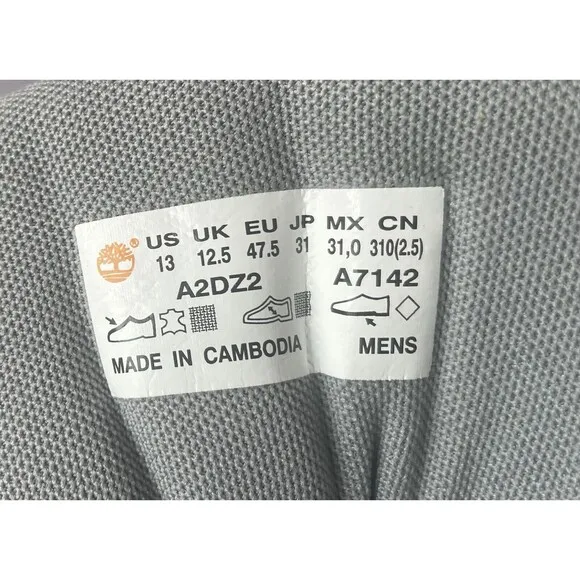 ® US UK EU JP MX CN
13 12.5 47.5 31 31,0 310(2.5)
A2DZ2 A7142
MADE IN CAMBODIA MENS